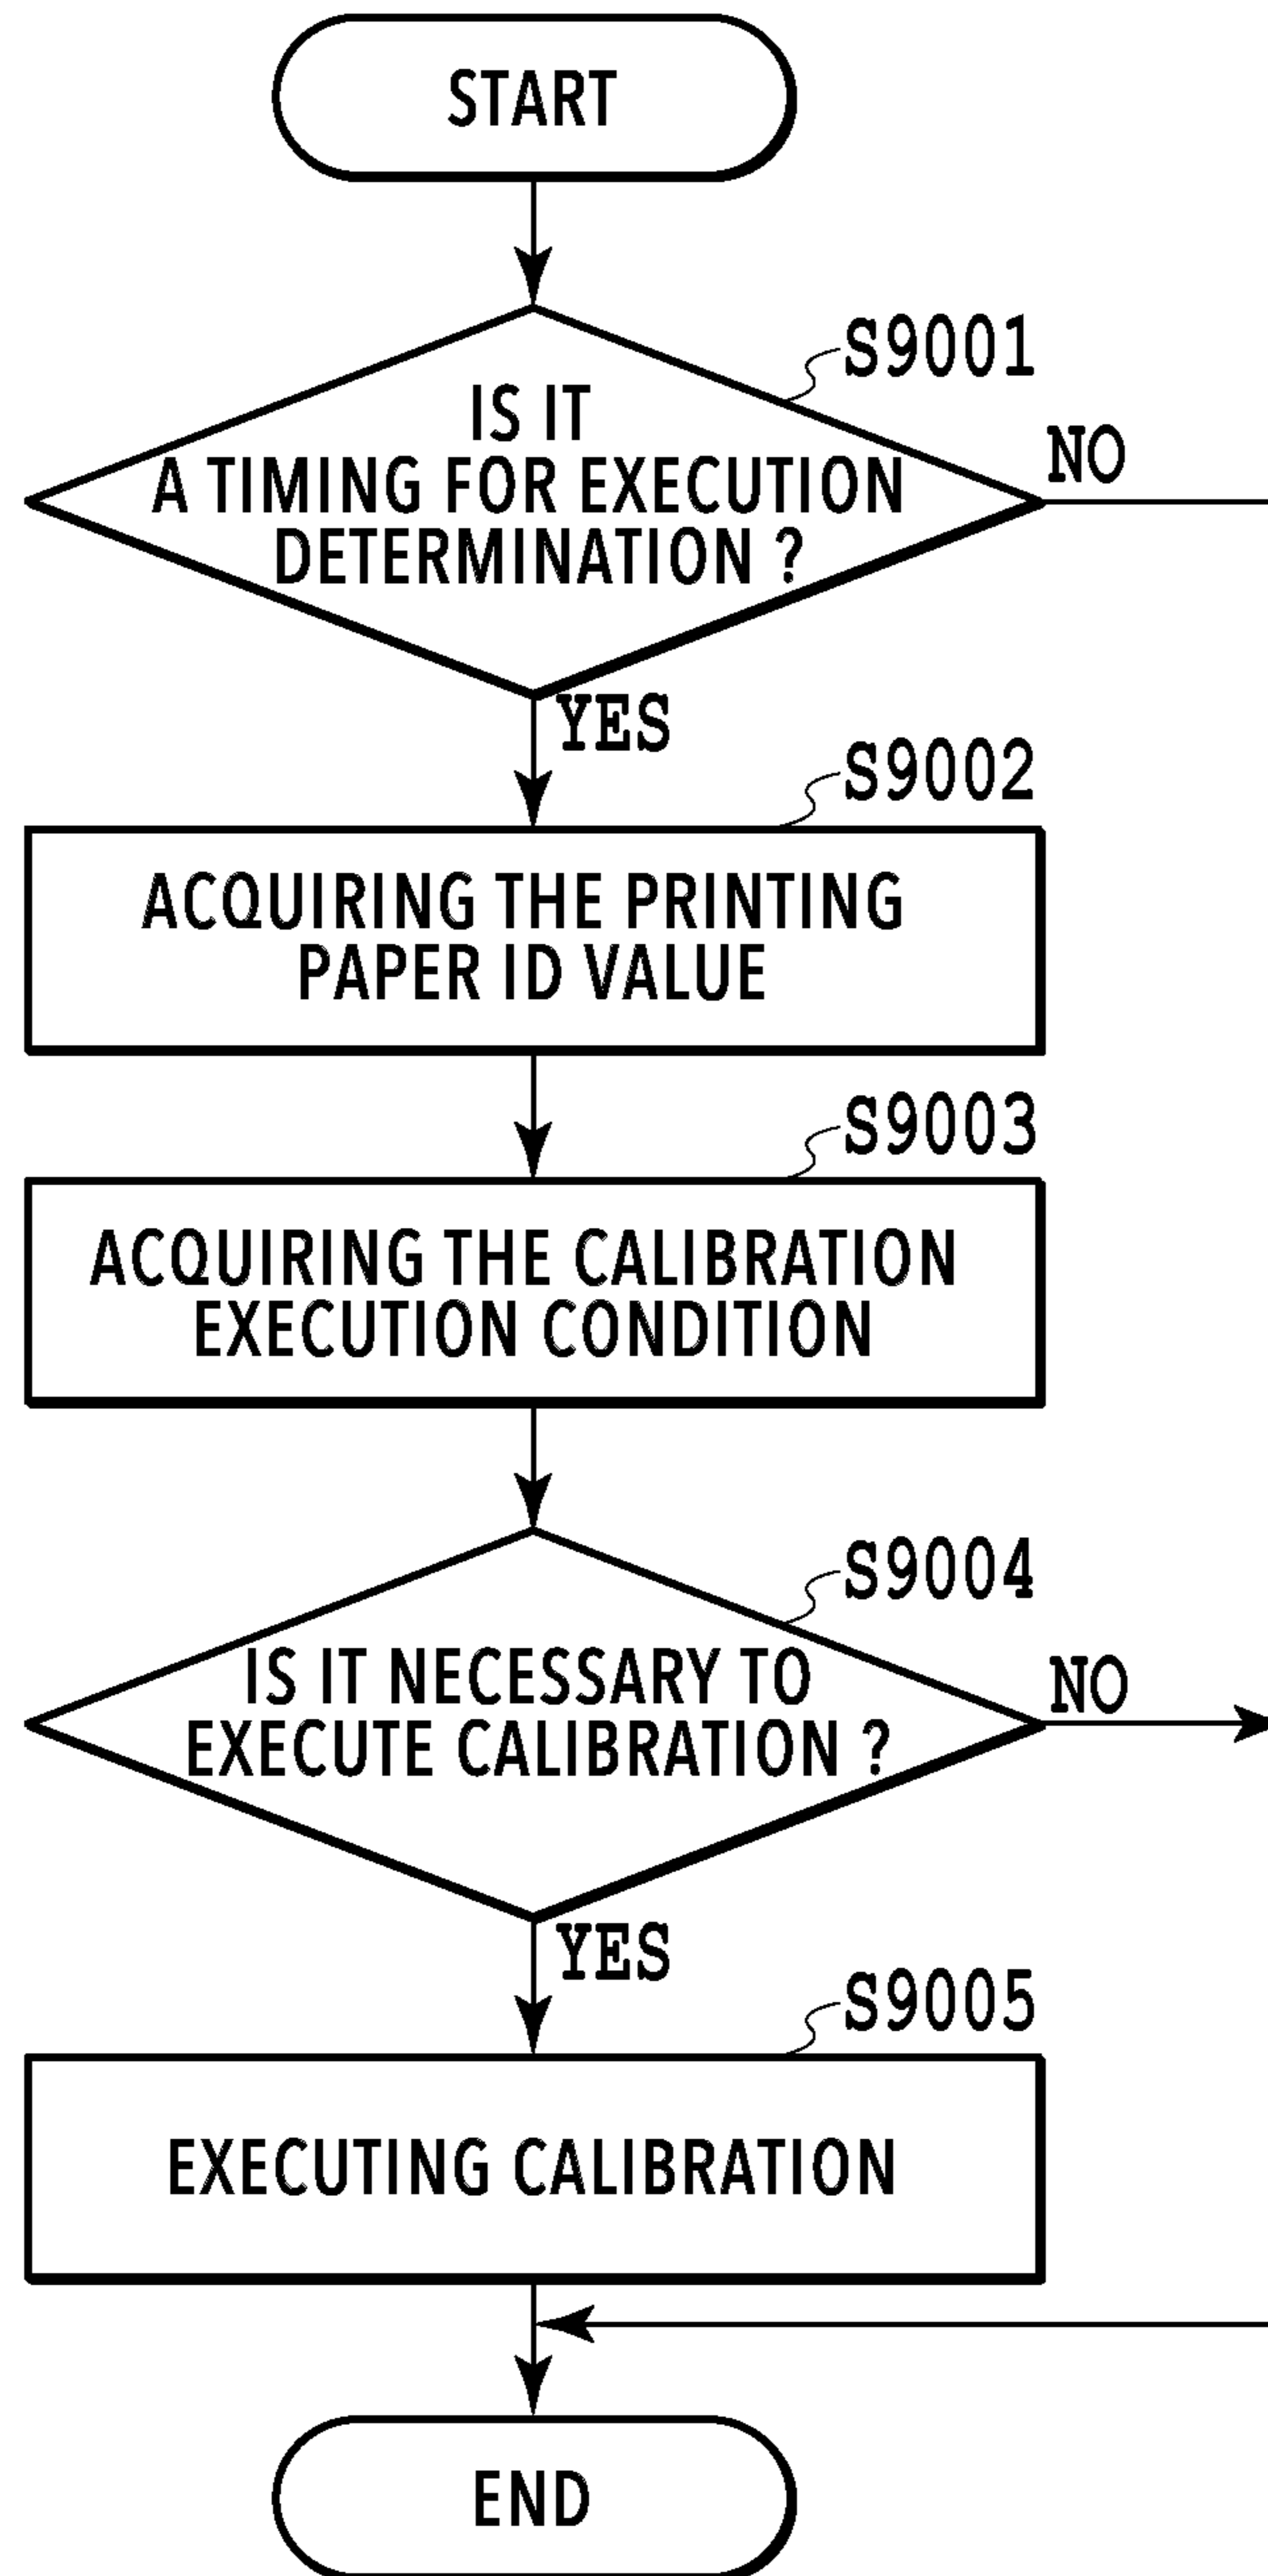 START
S9001
IS IT
A TIMING FOR EXECUTION
DETERMINATION ?
NO
YES
S9002
ACQUIRING THE PRINTING
PAPER ID VALUE
S9003
ACQUIRING THE CALIBRATION
EXECUTION CONDITION
S9004
IS IT NECESSARY TO
EXECUTE CALIBRATION ?
NO
YES
S9005
EXECUTING CALIBRATION
END